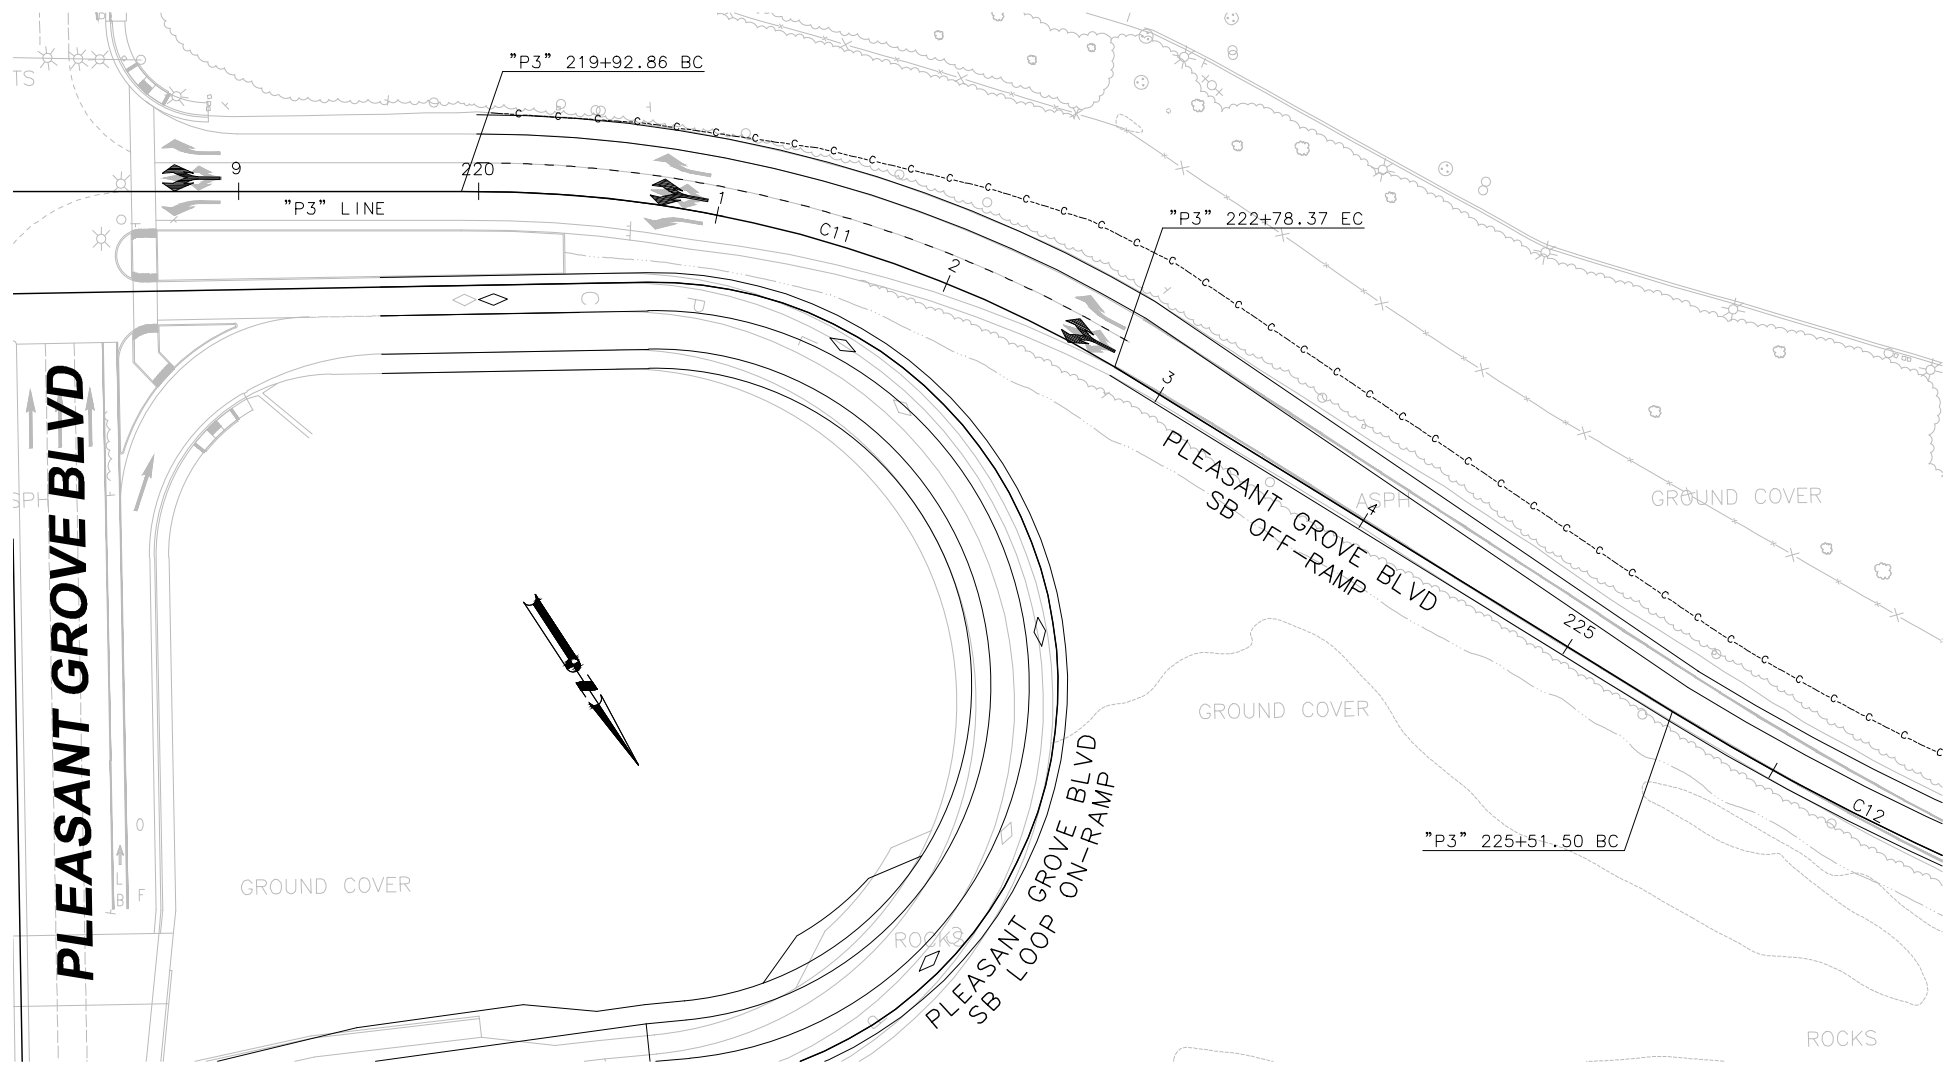 "P3" 219+92.86 BC
TS
9
220
"P3" LINE
1
C11
"P3" 222+78.37 EC
2
3
PLEASANT GROVE BLVD
SB OFF-RAMP
4
ASPH
GROUND COVER
225
PLEASANT GROVE BLVD
SPH
GROUND COVER
C12
"P3" 225+51.50 BC
PLEASANT GROVE BLVD
SB LOOP ON-RAMP
GROUND COVER
ROCKS
ROCKS